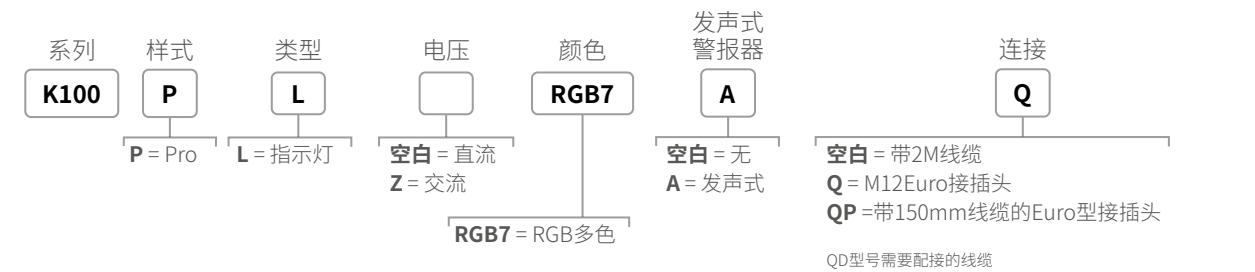 发声式
系列 样式 类型 电压 颜色 警报器 连接
K100 P L RGB7 A Q
P = Pro L = 指示灯 空白 = 直流 空白 = 无 空白 = 带2M线缆
Z = 交流 A = 发声式 Q = M12Euro接插头
QP =带150mm线缆的Euro型接插头
RGB7 = RGB多色
QD型号需要配接的线缆